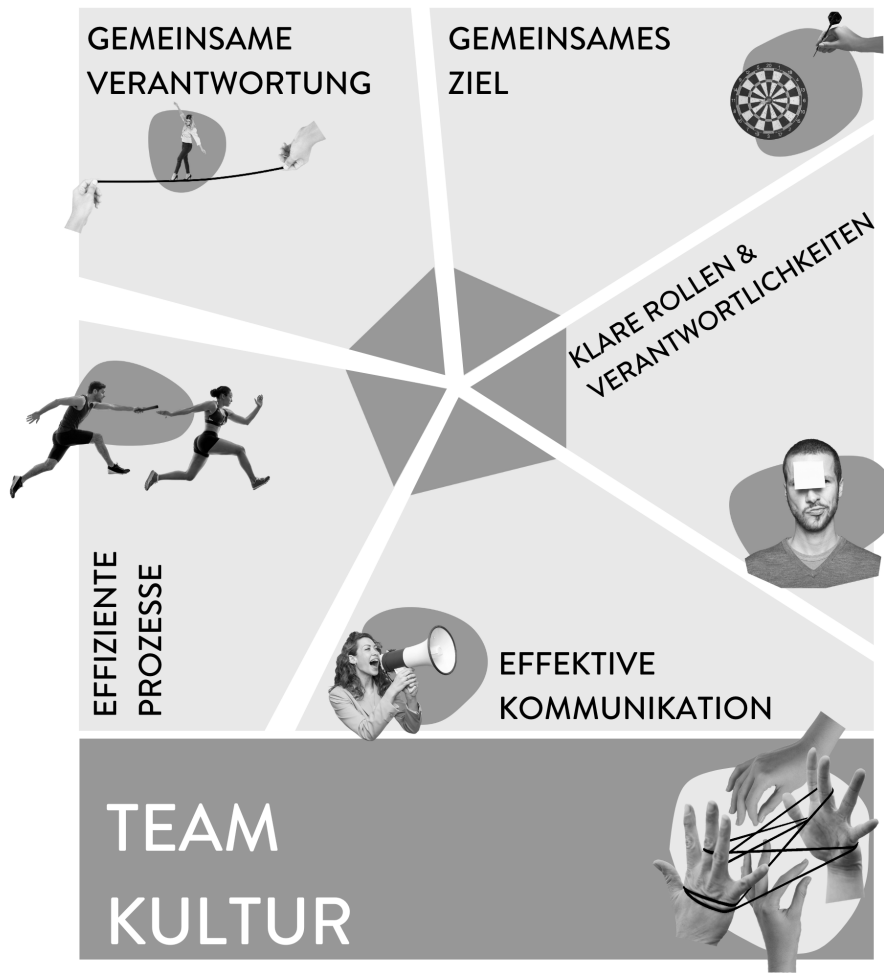 GEMEINSAME
VERANTWORTUNG
GEMEINSAMES
ZIEL
KLARE ROLLEN &
VERANTWORTLICHKEITEN
EFFIZIENTE
PROZESSE
EFFEKTIVE
KOMMUNIKATION
TEAM
KULTUR